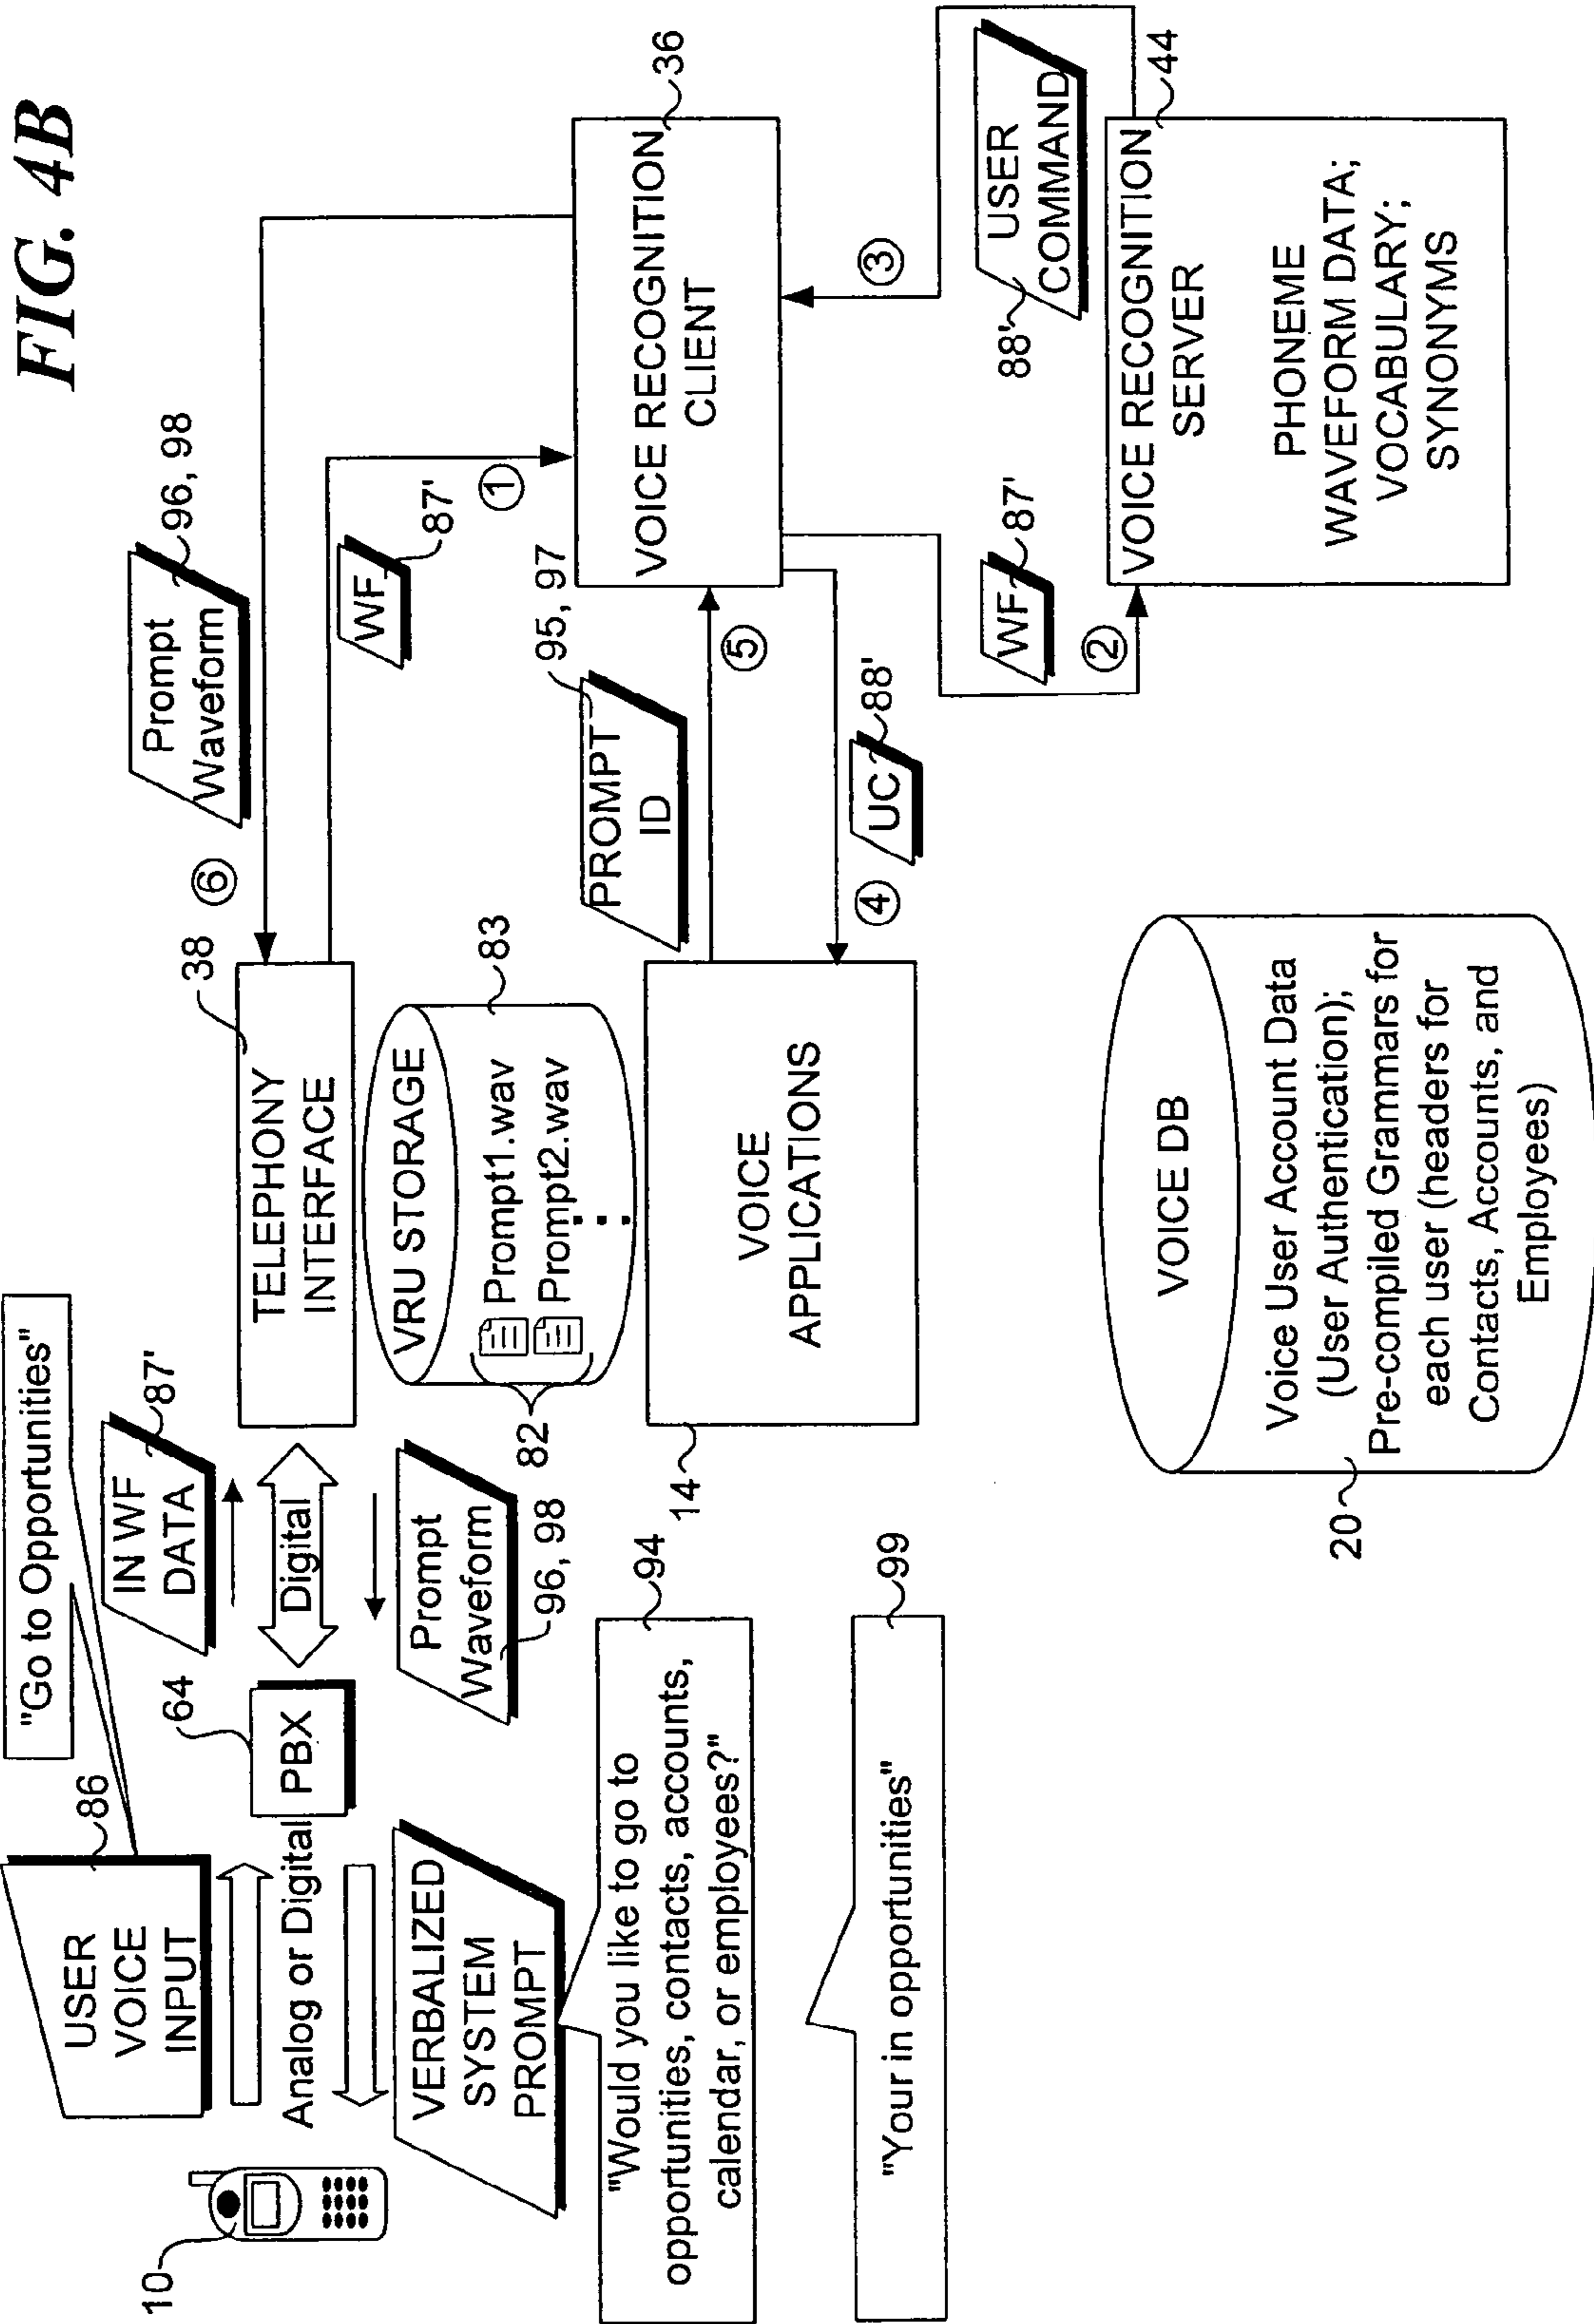 FIG. 4B
"Go to Opportunities"
86
USER
VOICE
INPUT
10
Analog or Digital
64
PBX
IN WF
DATA
87'
Digital
Prompt
Waveform
96, 98
VERBALIZED
SYSTEM
PROMPT
"Would you like to go to
opportunities, contacts, accounts,
calendar, or employees?"
94
"Your in opportunities"
99
38
TELEPHONY
INTERFACE
VRU STORAGE
83
Prompt1.wav
Prompt2.wav
82
14
VOICE
APPLICATIONS
6
Prompt
Waveform
96, 98
WF
87'
1
PROMPT
ID
95, 97
5
UC
88'
4
VOICE RECOGNITION
CLIENT
36
3
USER
COMMAND
88'
WF
87'
2
VOICE RECOGNITION
SERVER
44
PHONEME
WAVEFORM DATA;
VOCABULARY;
SYNONYMS
VOICE DB
20
Voice User Account Data
(User Authentication);
Pre-compiled Grammars for
each user (headers for
Contacts, Accounts, and
Employees)